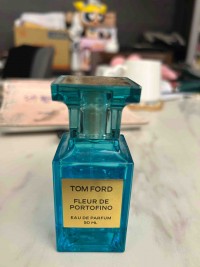 TOM FORD
FLEUR DE
PORTOFINO
EAU DE PARFUM
50 ML